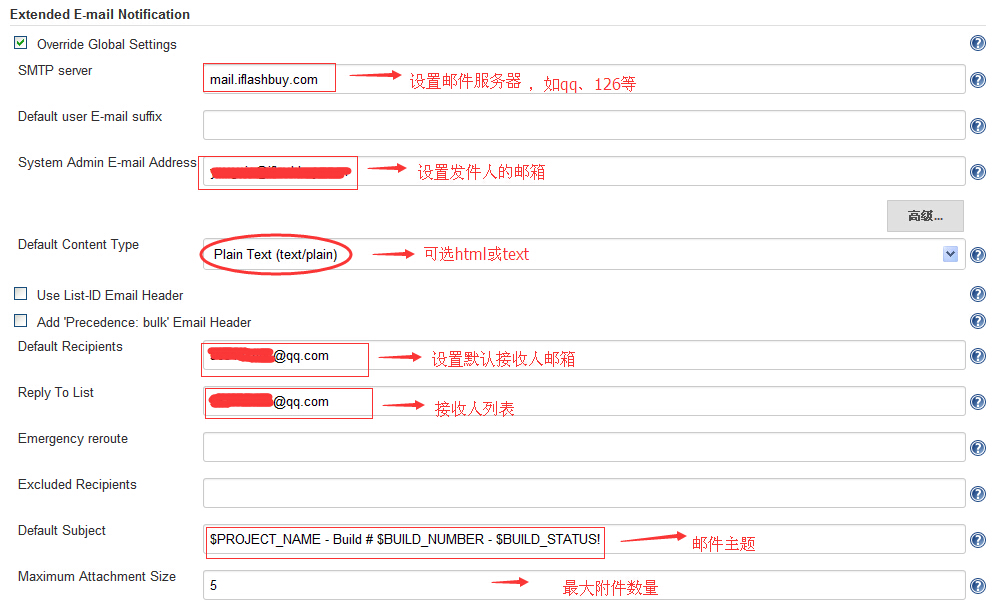 Extended E-mail Notification
Override Global Settings
SMTP server
mail.iflashbuy.com
设置邮件服务器 ，如qq、126等
Default user E-mail suffix
System Admin E-mail Address
设置发件人的邮箱
高级...
Default Content Type
Plain Text (text/plain)
可选html或text
Use List-ID Email Header
Add 'Precedence: bulk' Email Header
Default Recipients
@qq.com
设置默认接收人邮箱
Reply To List
@qq.com
接收人列表
Emergency reroute
Excluded Recipients
Default Subject
$PROJECT_NAME - Build # $BUILD_NUMBER - $BUILD_STATUS!
邮件主题
Maximum Attachment Size
5
最大附件数量